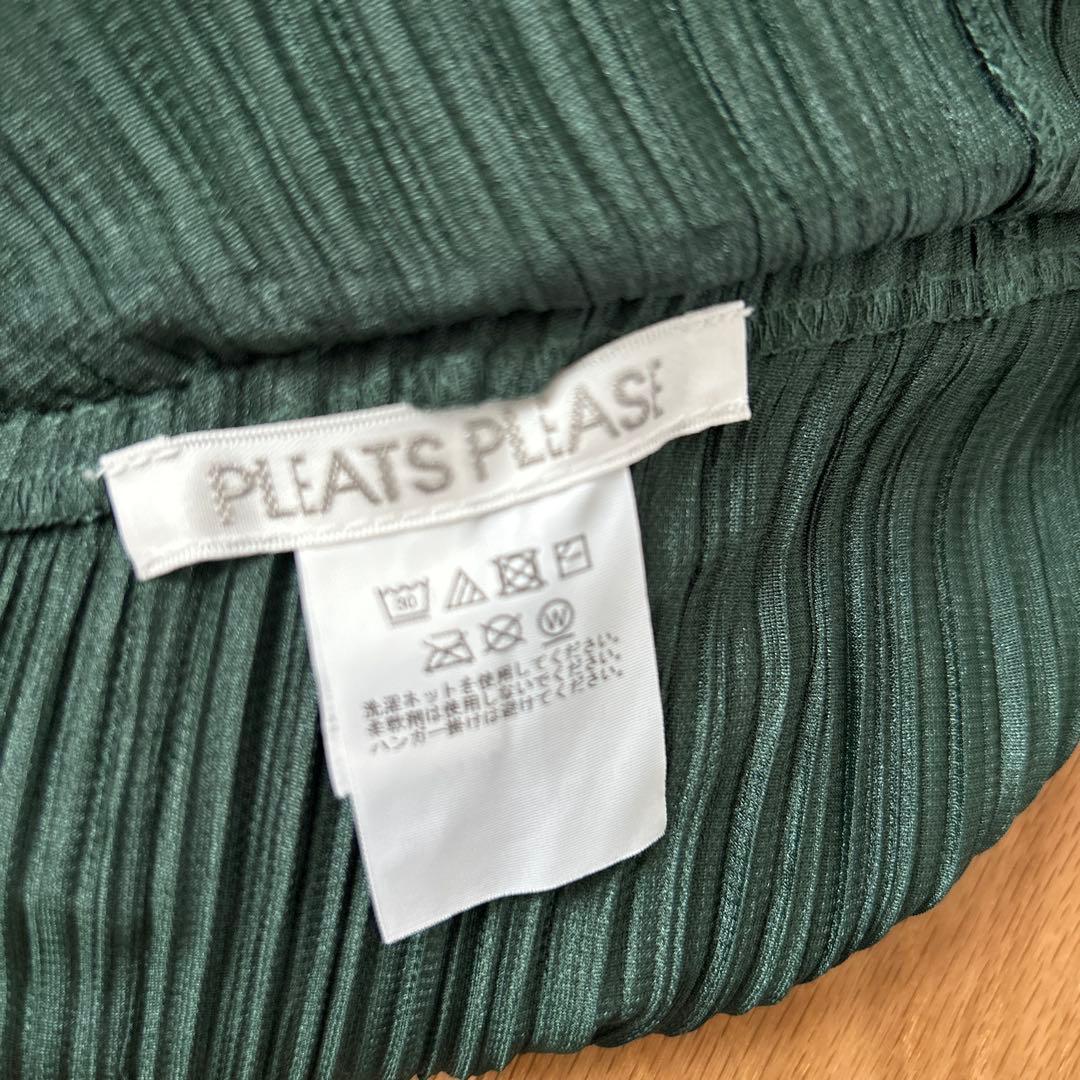 PLEATS PLEASE
30
W
洗濯ネットを使用してください。
柔軟剤は使用しないでください。
ハンガー掛けは避けてください。